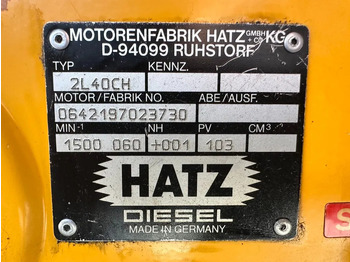 MOTORENFABRIK HATZ GMBH + CO KG
D-94099 RUHSTORF
TYP KENNZ.
2L40CH
MOTOR/FABRIK NO. ABE/AUSF.
0642197023730
MIN-1 NH PV CM3
1500 060 +001 103
HATZ
DIESEL
MADE IN GERMANY
S